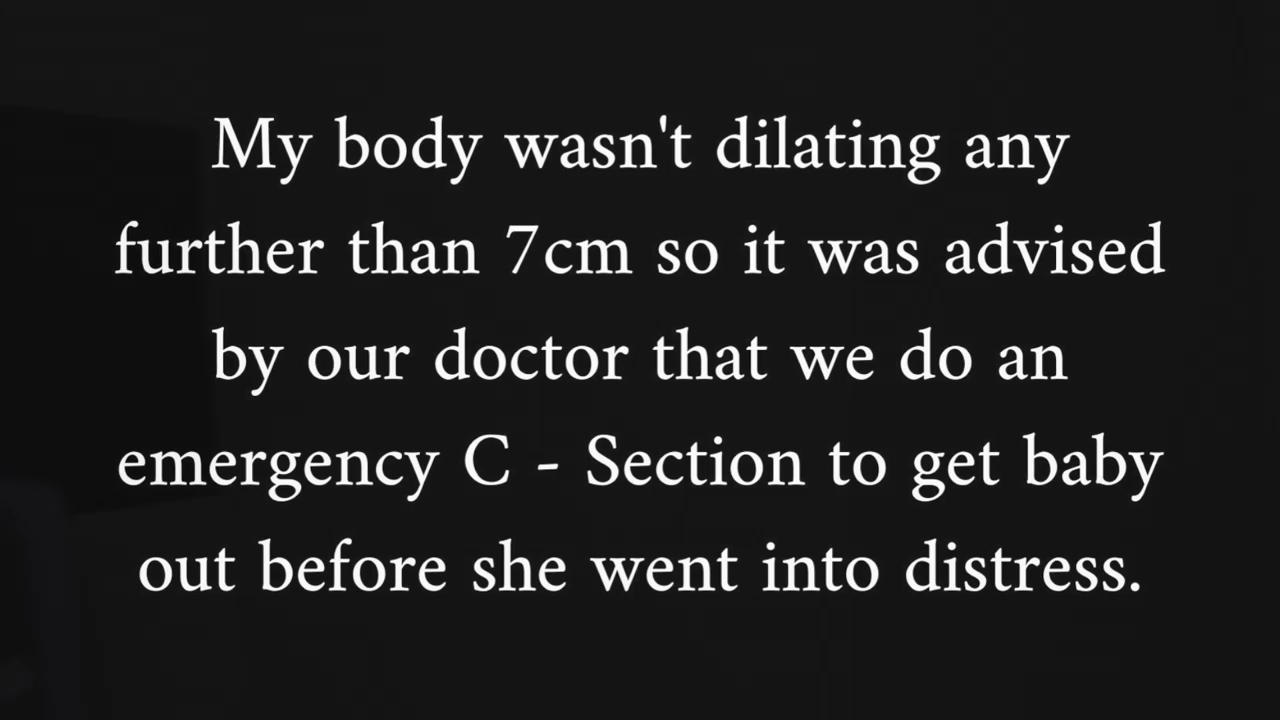 My body wasn't dilating any
further than 7cm so it was advised
by our doctor that we do an
emergency C - Section to get baby
out before she went into distress.